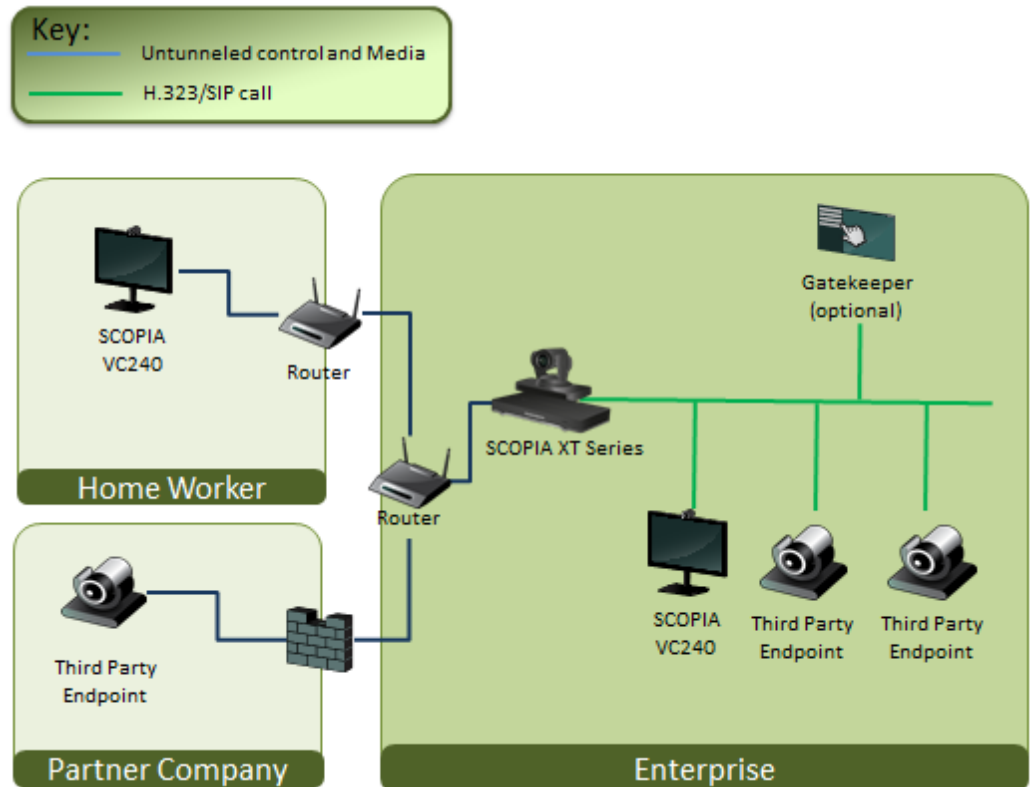 Key:
Untunneled control and Media
H.323/SIP call
SCOPIA
VC240
Router
Home Worker
Third Party
Endpoint
Partner Company
Router
Gatekeeper
(optional)
SCOPIA XT Series
SCOPIA
VC240
Third Party
Endpoint
Third Party
Endpoint
Enterprise